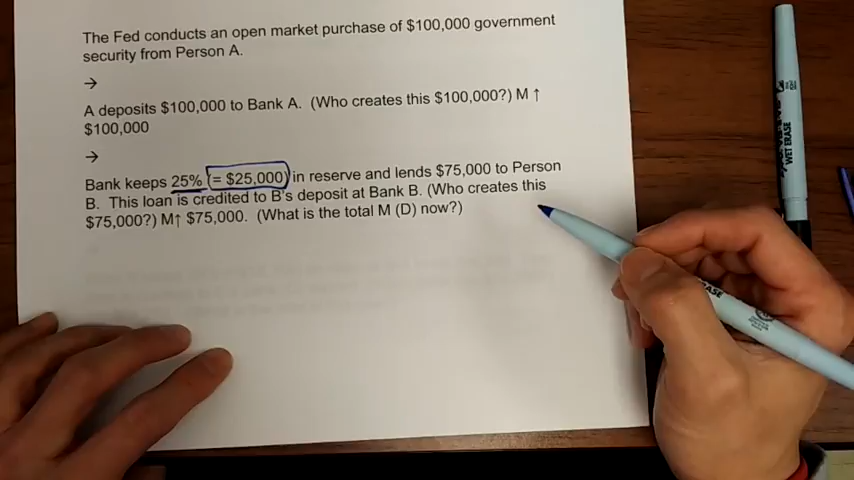 The Fed conducts an open market purchase of $100,000 government
security from Person A.
→
A deposits $100,000 to Bank A. (Who creates this $100,000?) M ↑
$100,000
→
Bank keeps 25% (= $25,000) in reserve and lends $75,000 to Person
B. This loan is credited to B's deposit at Bank B. (Who creates this
$75,000?) M↑ $75,000. (What is the total M (D) now?)
WET ERASE
ERASE